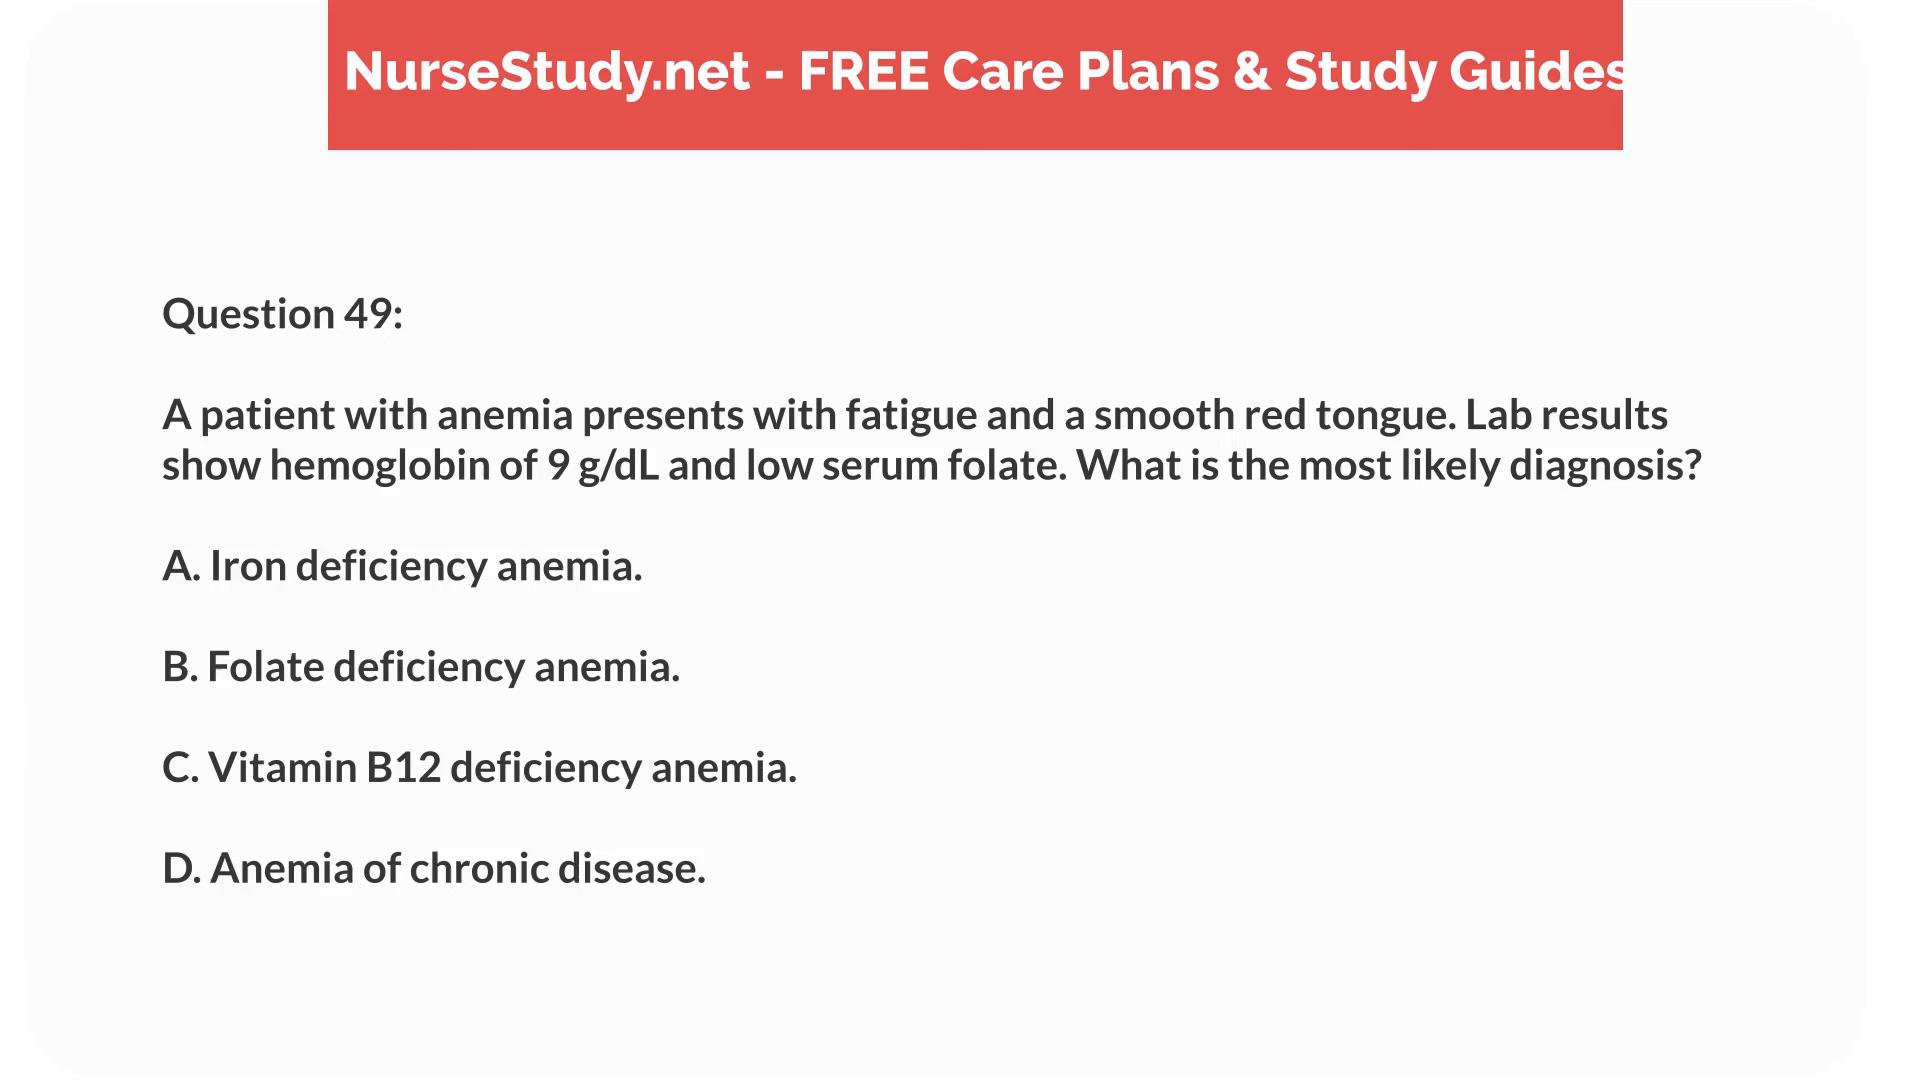 NurseStudy.net - FREE Care Plans & Study Guides
Question 49:
A patient with anemia presents with fatigue and a smooth red tongue. Lab results
show hemoglobin of 9 g/dL and low serum folate. What is the most likely diagnosis?
A. Iron deficiency anemia.
B. Folate deficiency anemia.
C. Vitamin B12 deficiency anemia.
D. Anemia of chronic disease.